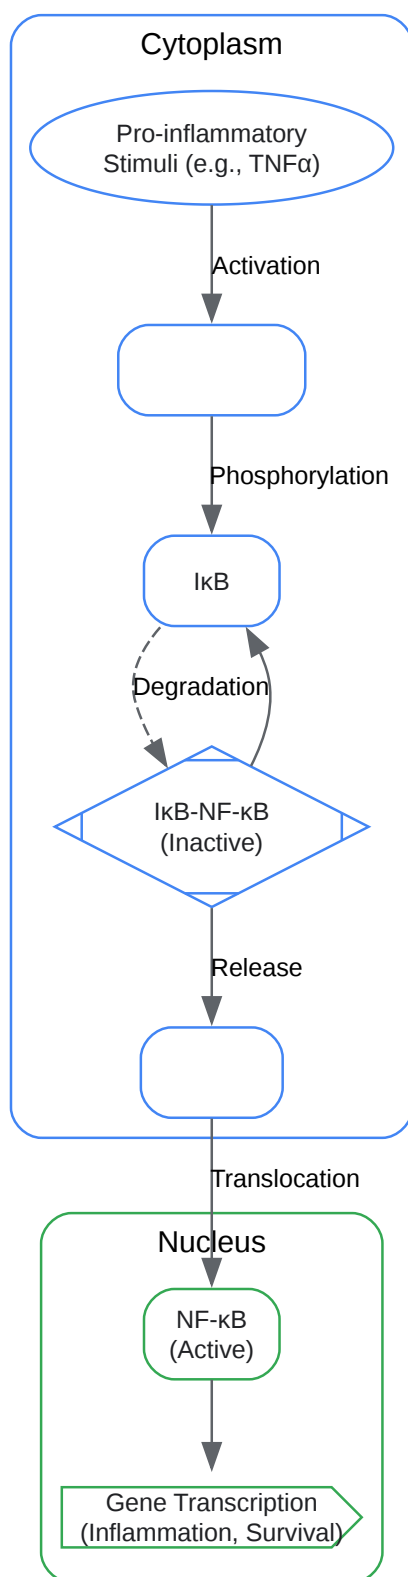 Cytoplasm
Pro-inflammatory
Stimuli (e.g., TNFα)
Activation
Phosphorylation
IκB
Degradation
IκB-NF-κB
(Inactive)
Release
Translocation
Nucleus
NF-κB
(Active)
Gene Transcription
(Inflammation, Survival)